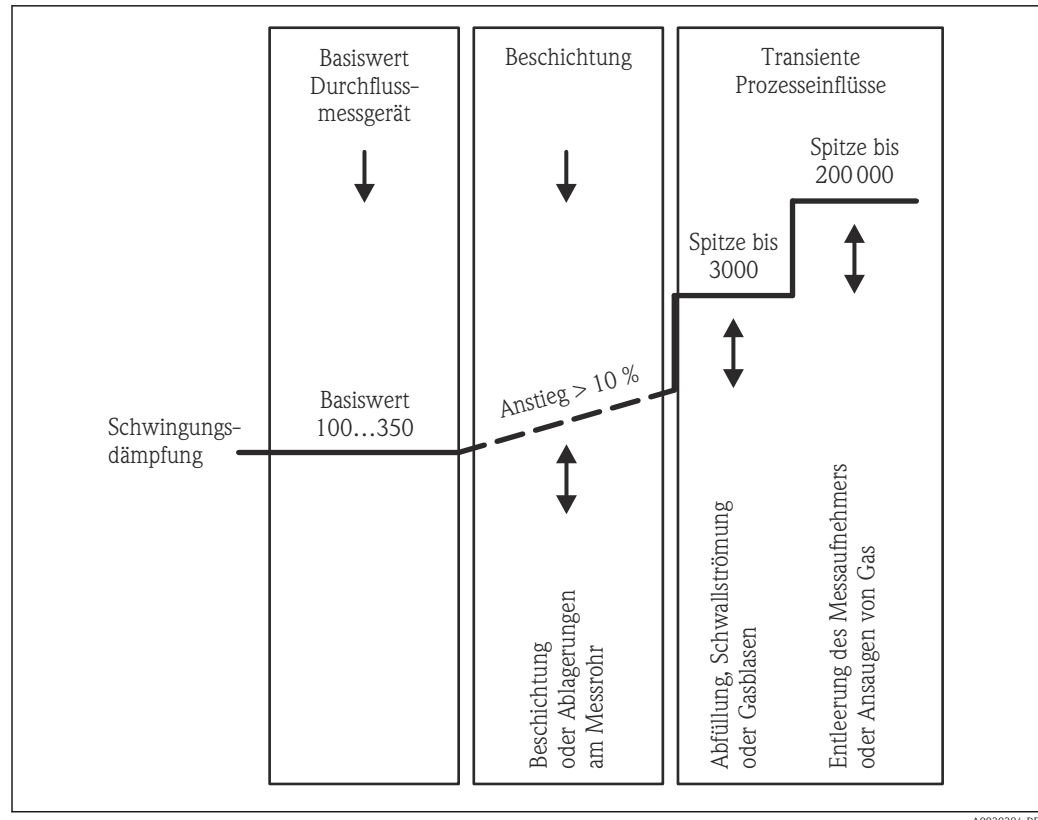 Basiswert
Durchfluss-
messgerät
Beschichtung
Transiente
Prozesseinflüsse
Spitze bis
200 000
Spitze bis
3000
Anstieg > 10 %
Basiswert
100...350
Schwingungs-
dämpfung
Beschichtung
oder Ablagerungen
am Messrohr
Abfüllung, Schwallströmung
oder Gasblasen
Entleerung des Messaufnehmers
oder Ansaugen von Gas